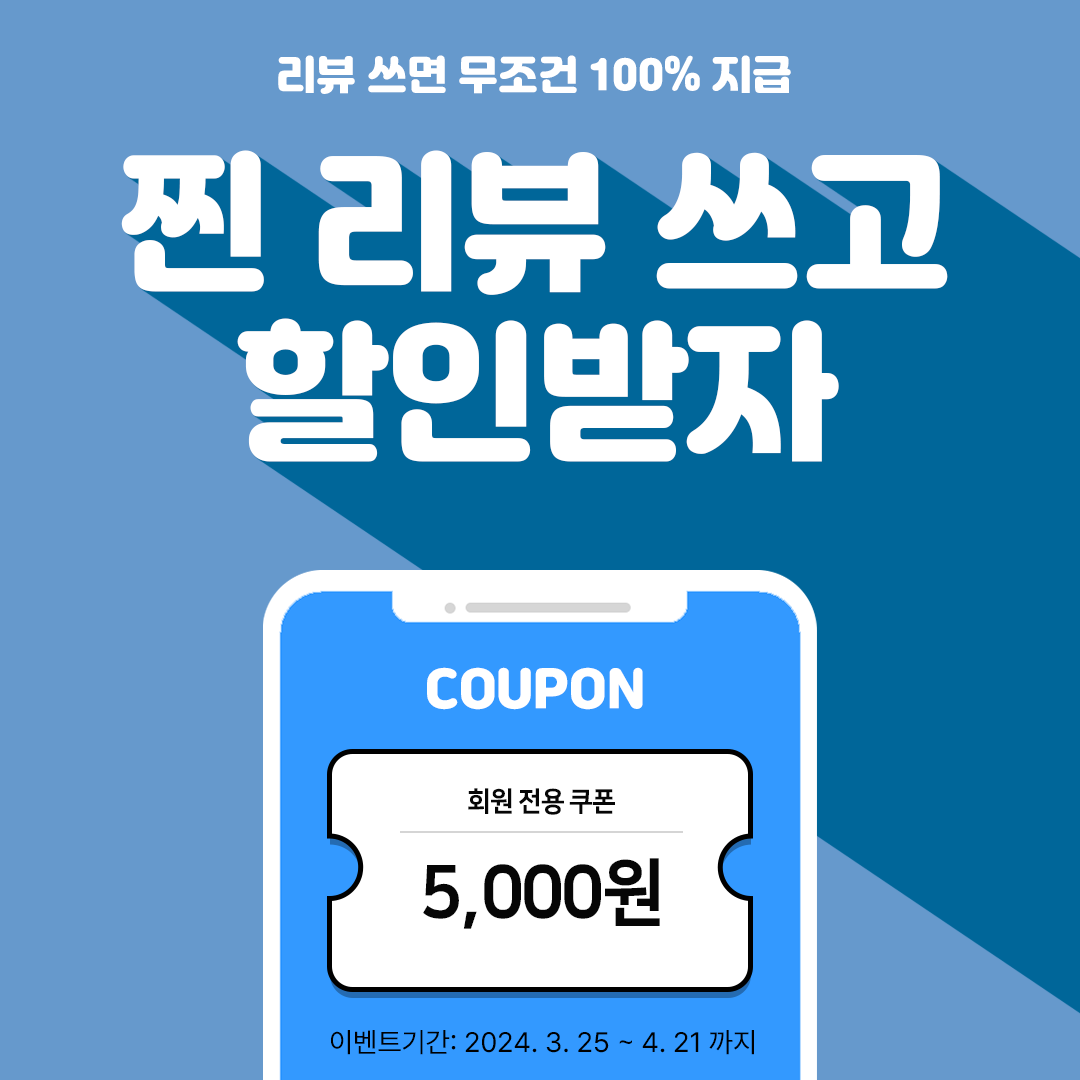 리뷰 쓰면 무조건 100% 지급
찐 리뷰 쓰고
할인받자
COUPON
회원 전용 쿠폰
5,000원
이벤트기간: 2024. 3. 25 ~ 4. 21 까지